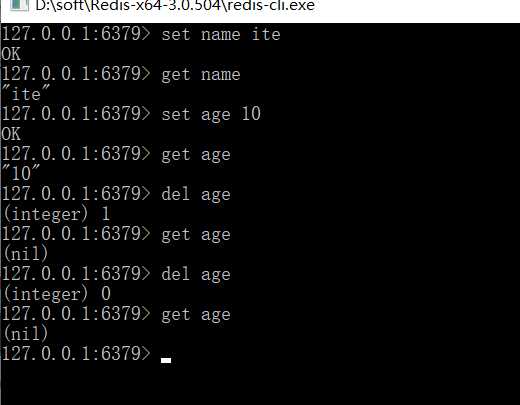 D:\soft\Redis-x64-3.0.504\redis-cli.exe
127.0.0.1:6379> set name ite
OK
127.0.0.1:6379> get name
"ite"
127.0.0.1:6379> set age 10
OK
127.0.0.1:6379> get age
"10"
127.0.0.1:6379> del age
(integer) 1
127.0.0.1:6379> get age
(nil)
127.0.0.1:6379> del age
(integer) 0
127.0.0.1:6379> get age
(nil)
127.0.0.1:6379>